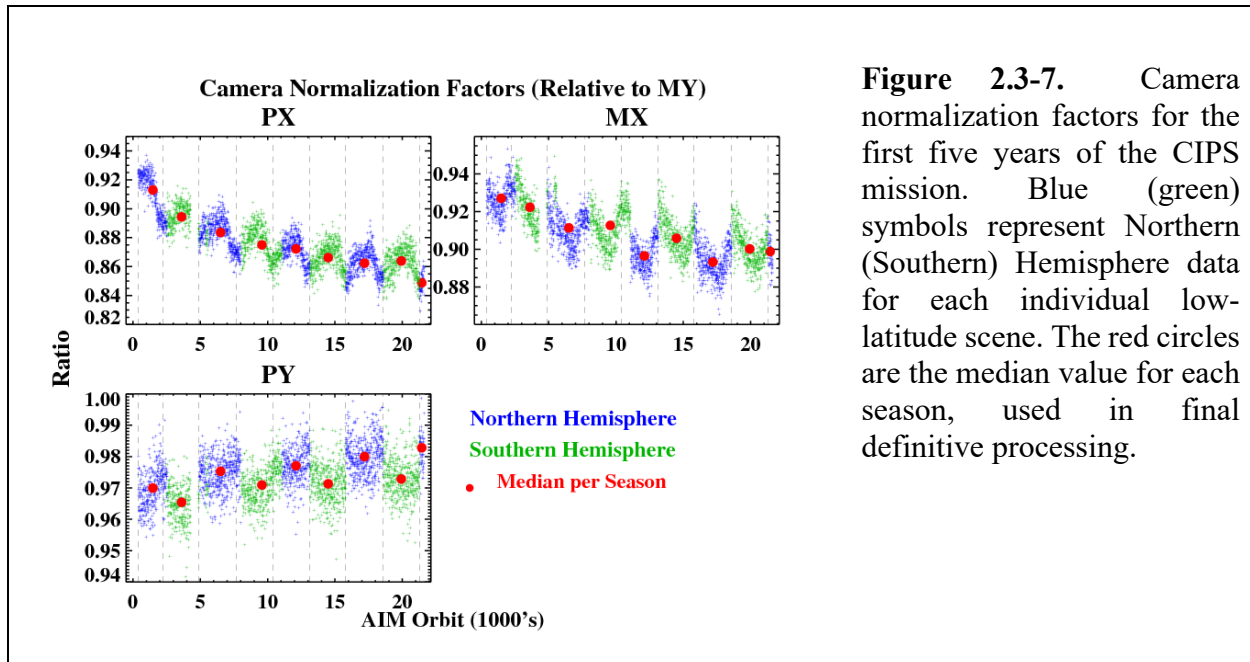 Camera Normalization Factors (Relative to MY)
PX
0.94
0.92
0.90
0.88
0.86
0.84
0.82
0 5 10 15 20
MX
0.94
0.92
0.90
0.88
0 5 10 15 20
Ratio
PY
1.00
0.99
0.98
0.97
0.96
0.95
0.94
0 5 10 15 20
AIM Orbit (1000's)
Northern Hemisphere
Southern Hemisphere
Median per Season
Figure 2.3-7. Camera
normalization factors for the
first five years of the CIPS
mission. Blue (green)
symbols represent Northern
(Southern) Hemisphere data
for each individual low-
latitude scene. The red circles
are the median value for each
season, used in final
definitive processing.